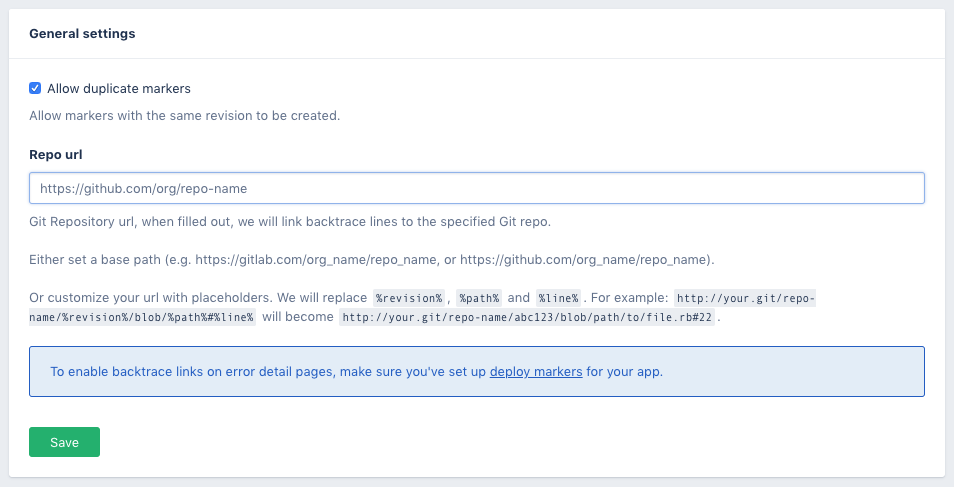 General settings
Allow duplicate markers
Allow markers with the same revision to be created.
Repo url
https://github.com/org/repo-name
Git Repository url, when filled out, we will link backtrace lines to the specified Git repo.
Either set a base path (e.g. https://gitlab.com/org_name/repo_name, or https://github.com/org_name/repo_name).
Or customize your url with placeholders. We will replace %revision%, %path% and %line%. For example: http://your.git/repo-
name/%revision%/blob/%path%#%line% will become http://your.git/repo-name/abc123/blob/path/to/file.rb#22.
To enable backtrace links on error detail pages, make sure you've set up deploy markers for your app.
Save